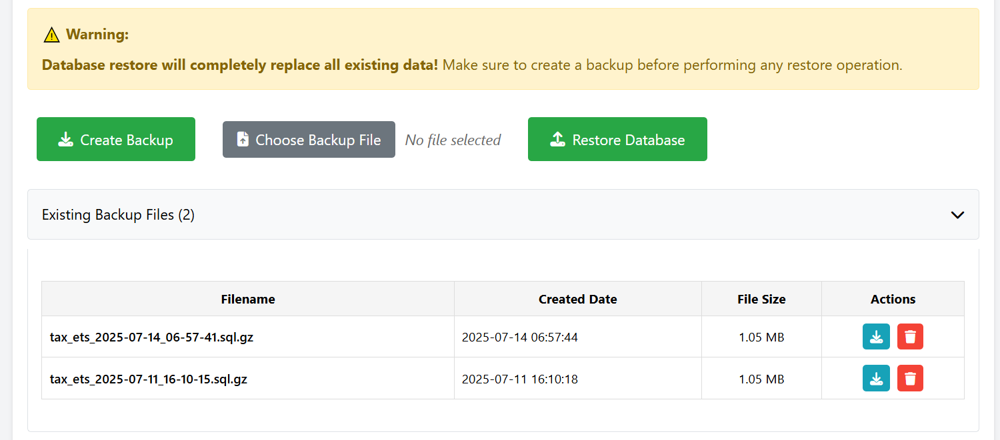 ⚠ Warning:
Database restore will completely replace all existing data! Make sure to create a backup before performing any restore operation.
Create Backup
Choose Backup File
No file selected
Restore Database
Existing Backup Files (2)
Filename Created Date File Size Actions
tax_ets_2025-07-14_06-57-41.sql.gz 2025-07-14 06:57:44 1.05 MB
tax_ets_2025-07-11_16-10-15.sql.gz 2025-07-11 16:10:18 1.05 MB